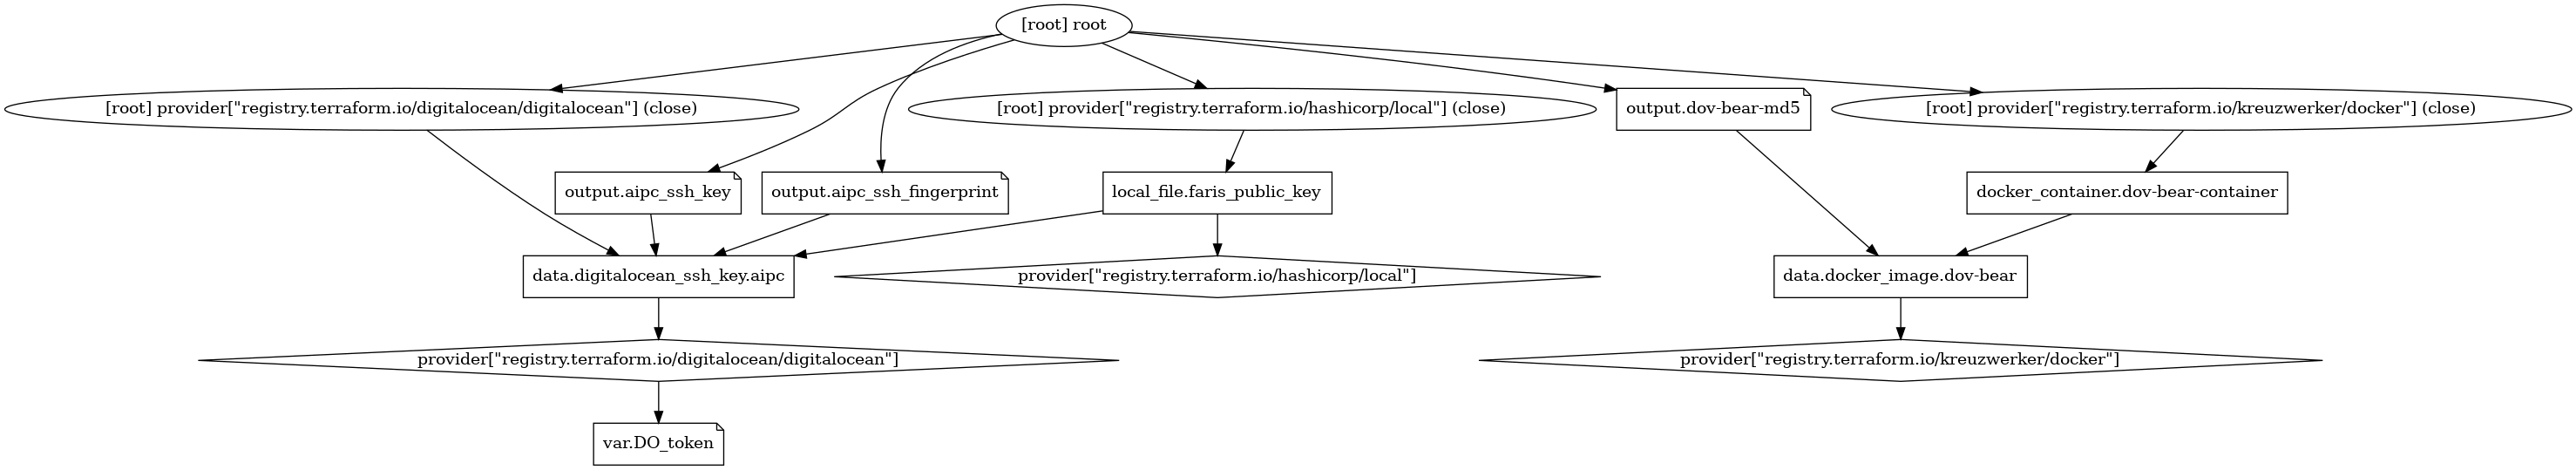 [root] root
[root] provider["registry.terraform.io/digitalocean/digitalocean"] (close)
[root] provider["registry.terraform.io/hashicorp/local"] (close)
output.dov-bear-md5
[root] provider["registry.terraform.io/kreuzwerker/docker"] (close)
output.aipc_ssh_key
output.aipc_ssh_fingerprint
local_file.faris_public_key
docker_container.dov-bear-container
data.digitalocean_ssh_key.aipc
provider["registry.terraform.io/hashicorp/local"]
data.docker_image.dov-bear
provider["registry.terraform.io/digitalocean/digitalocean"]
provider["registry.terraform.io/kreuzwerker/docker"]
var.DO_token